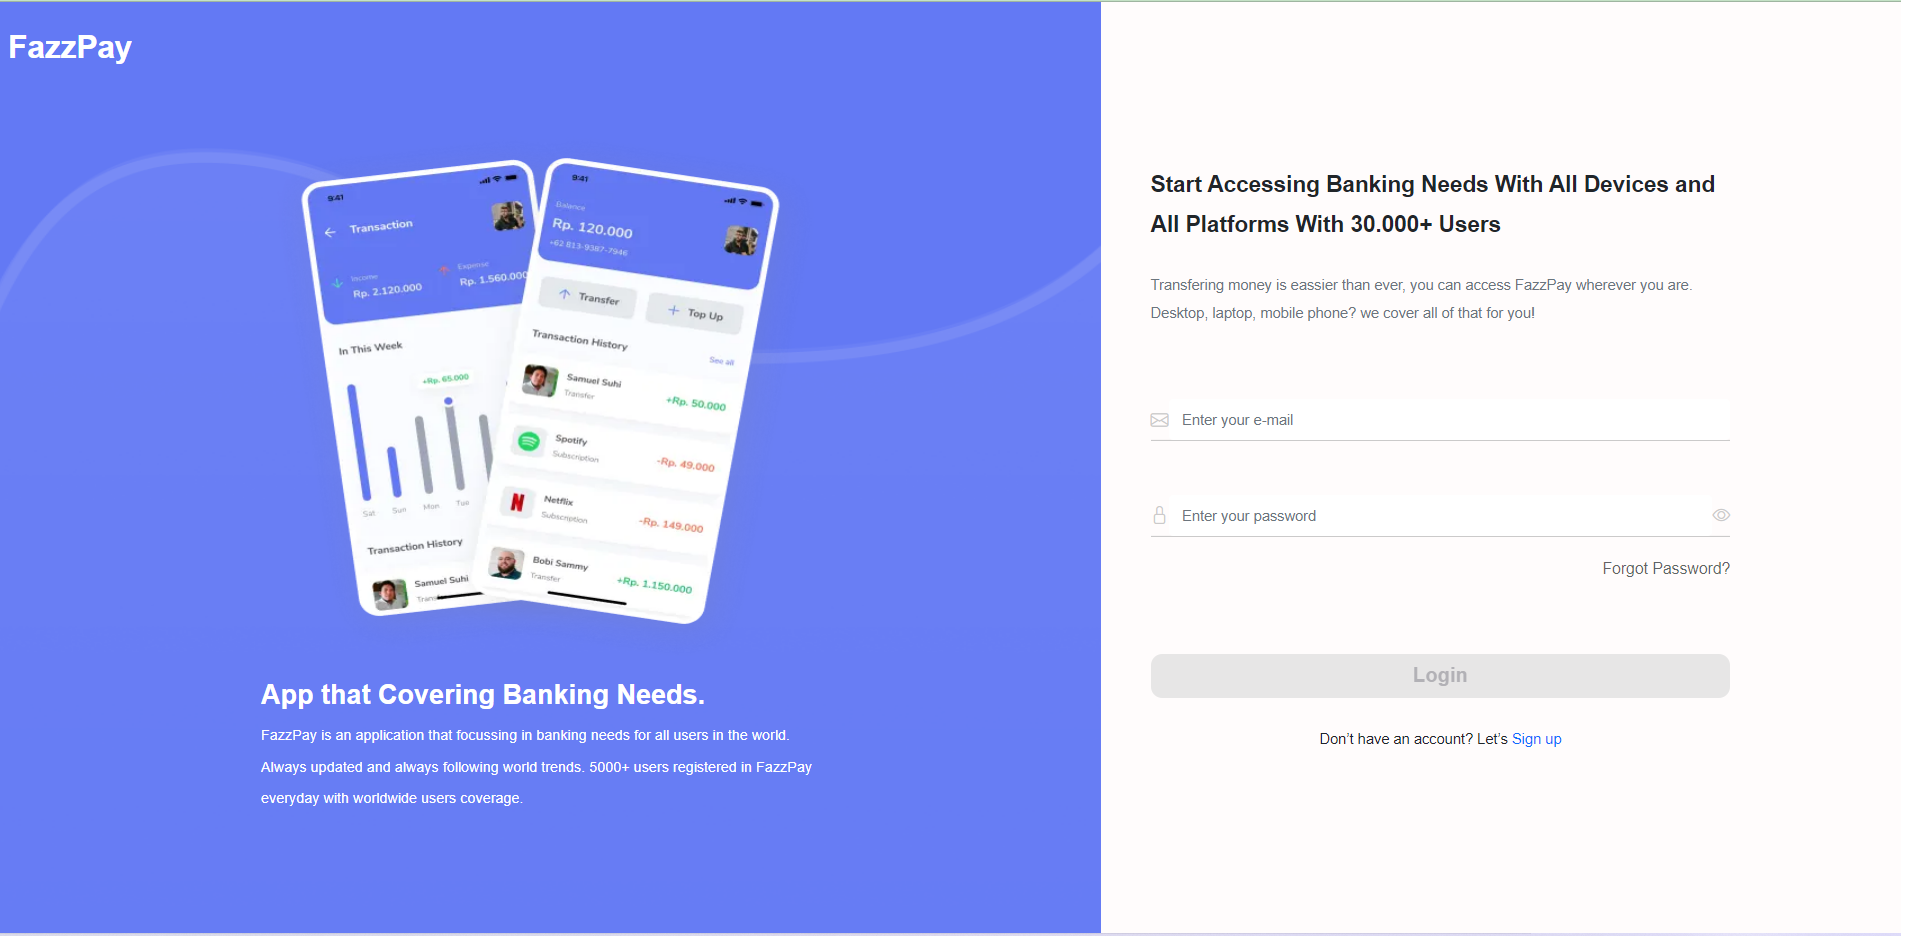 FazzPay
9:41
Transaction
Income
Rp. 2.120.000
Expense
Rp. 1.560.000
In This Week
+Rp. 65.000
Sat Sun Mon Tue
Transaction History
Samuel Suhi
9:41
Balance
Rp. 120.000
+62 813-9387-7946
Transfer
Top Up
Transaction History
See all
Samuel Suhi
Transfer
+Rp. 50.000
Spotify
Subscription
-Rp. 49.000
Netflix
Subscription
-Rp. 149.000
Bobi Sammy
Transfer
+Rp. 1.150.000
App that Covering Banking Needs.
FazzPay is an application that focussing in banking needs for all users in the world.
Always updated and always following world trends. 5000+ users registered in FazzPay
everyday with worldwide users coverage.
Start Accessing Banking Needs With All Devices and
All Platforms With 30.000+ Users
Transfering money is eassier than ever, you can access FazzPay wherever you are.
Desktop, laptop, mobile phone? we cover all of that for you!
Enter your e-mail
Enter your password
Forgot Password?
Login
Don’t have an account? Let’s Sign up